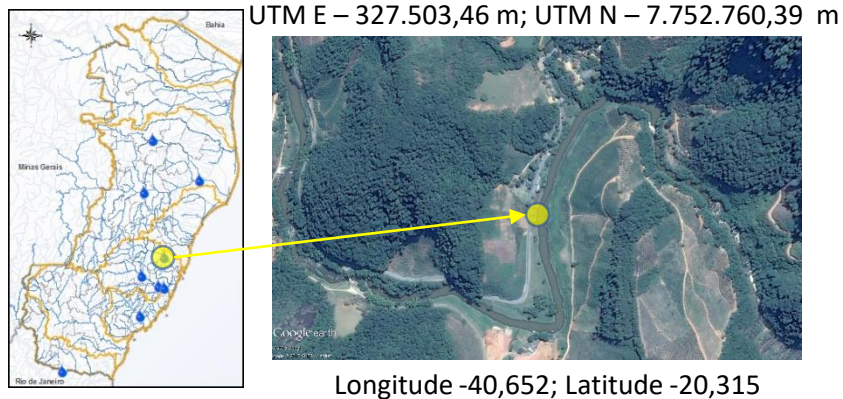 UTM E – 327.503,46 m; UTM N – 7.752.760,39 m
Bahia
Minas Gerais
Rio de Janeiro
Google earth
Longitude -40,652; Latitude -20,315